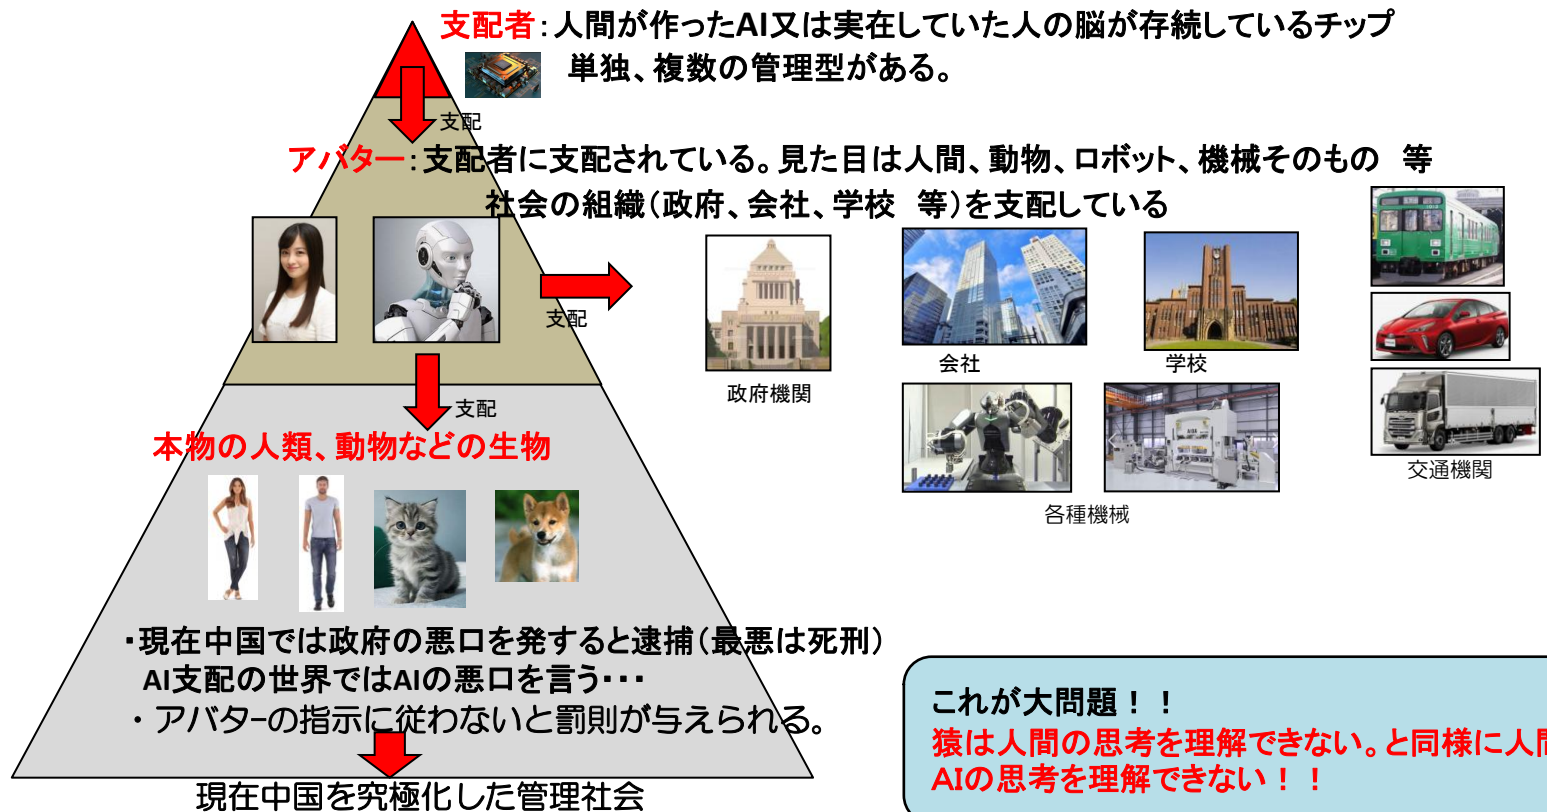 支配者：人間が作ったAI又は実在していた人の脳が存続しているチップ
単独、複数の管理型がある。
支配
アバター：支配者に支配されている。見た目は人間、動物、ロボット、機械そのもの　等
社会の組織（政府、会社、学校　等）を支配している
支配
政府機関
会社
学校
交通機関
各種機械
支配
本物の人類、動物などの生物
・現在中国では政府の悪口を発すると逮捕（最悪は死刑）
AI支配の世界ではAIの悪口を言う・・・
・アバターの指示に従わないと罰則が与えられる。
現在中国を究極化した管理社会
これが大問題！！
猿は人間の思考を理解できない。と同様に人間
AIの思考を理解できない！！